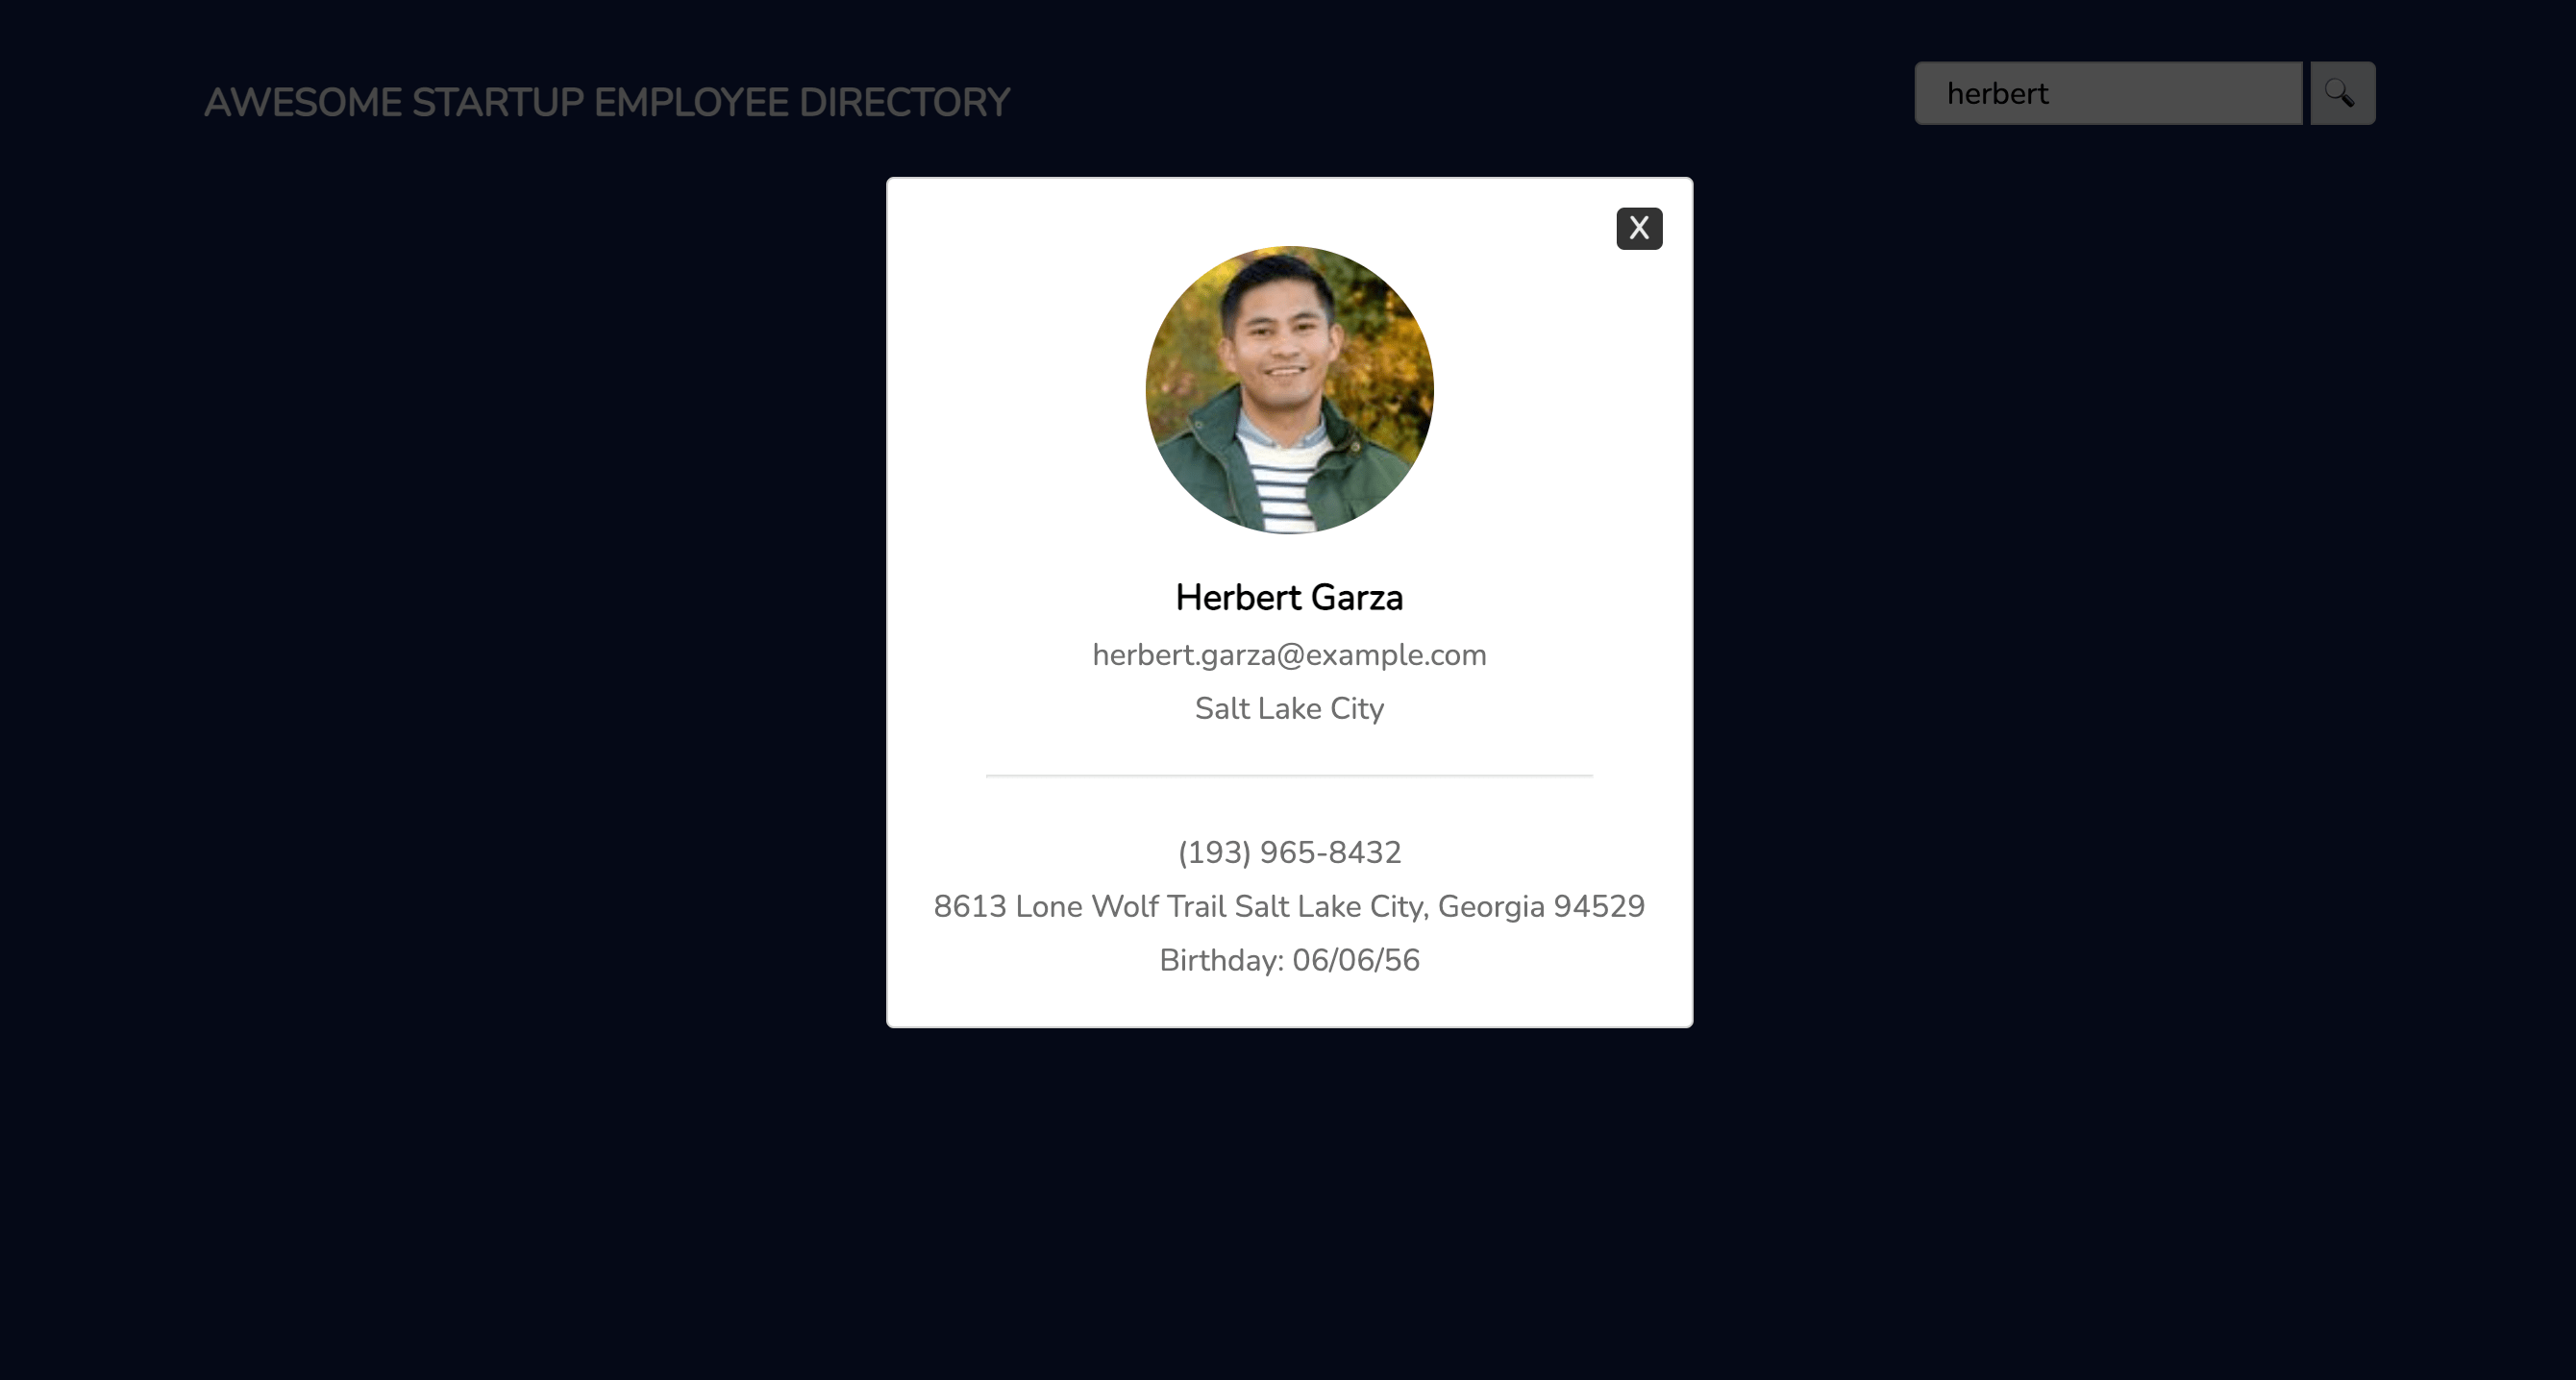 AWESOME STARTUP EMPLOYEE DIRECTORY
herbert
X
Herbert Garza
herbert.garza@example.com
Salt Lake City
(193) 965-8432
8613 Lone Wolf Trail Salt Lake City, Georgia 94529
Birthday: 06/06/56